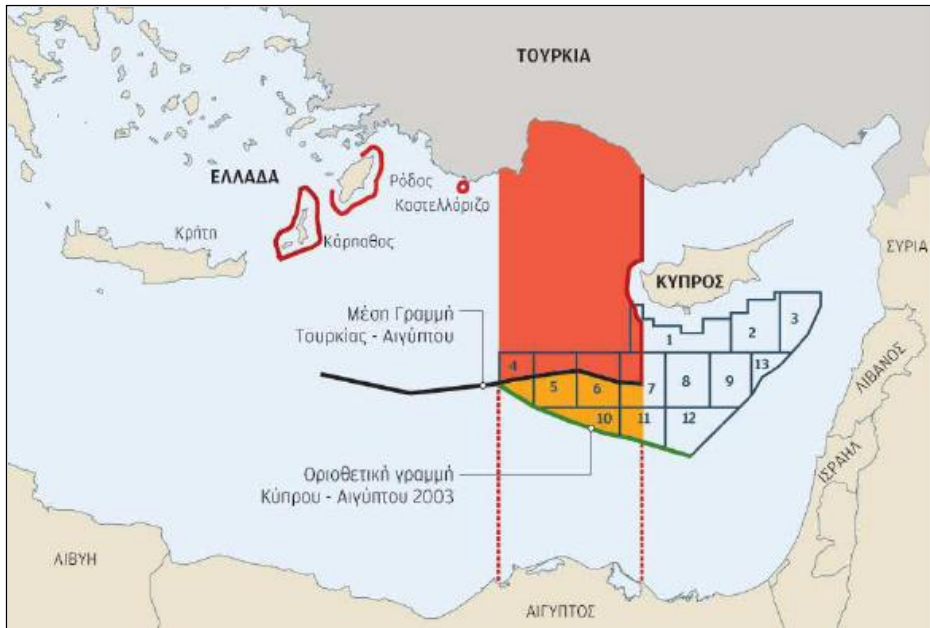 ΤΟΥΡΚΙΑ
ΕΛΛΑΔΑ
Ρόδος
Καστελλόριζο
Κρήτη
Κάρπαθος
ΣΥΡΙΑ
ΚΥΠΡΟΣ
Μέση Γραμμή
Τουρκίας - Αιγύπτου
1
2
3
4
5
6
7
8
9
13
10
11
12
ΛΙΒΑΝΟΣ
ΙΣΡΑΗΛ
Οριοθετική γραμμή
Κύπρου - Αιγύπτου 2003
ΛΙΒΥΗ
ΑΙΓΥΠΤΟΣ